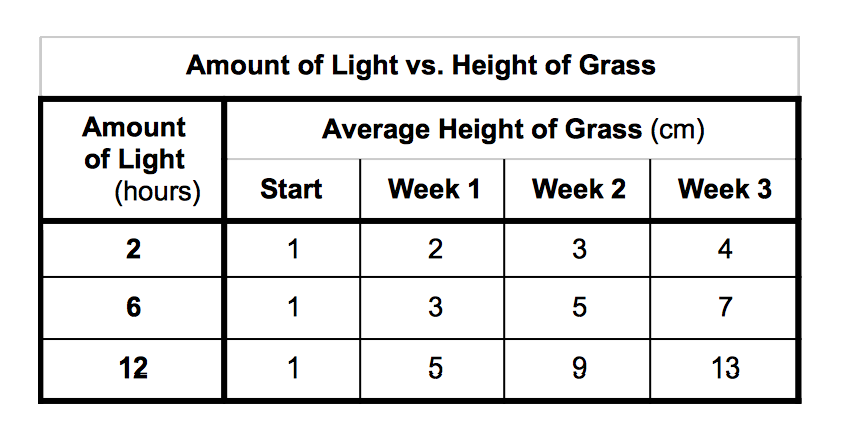 Amount of Light vs. Height of Grass
Amount
of Light
(hours)
Average Height of Grass (cm)
Start Week 1 Week 2 Week 3
2 1 2 3 4
6 1 3 5 7
12 1 5 9 13